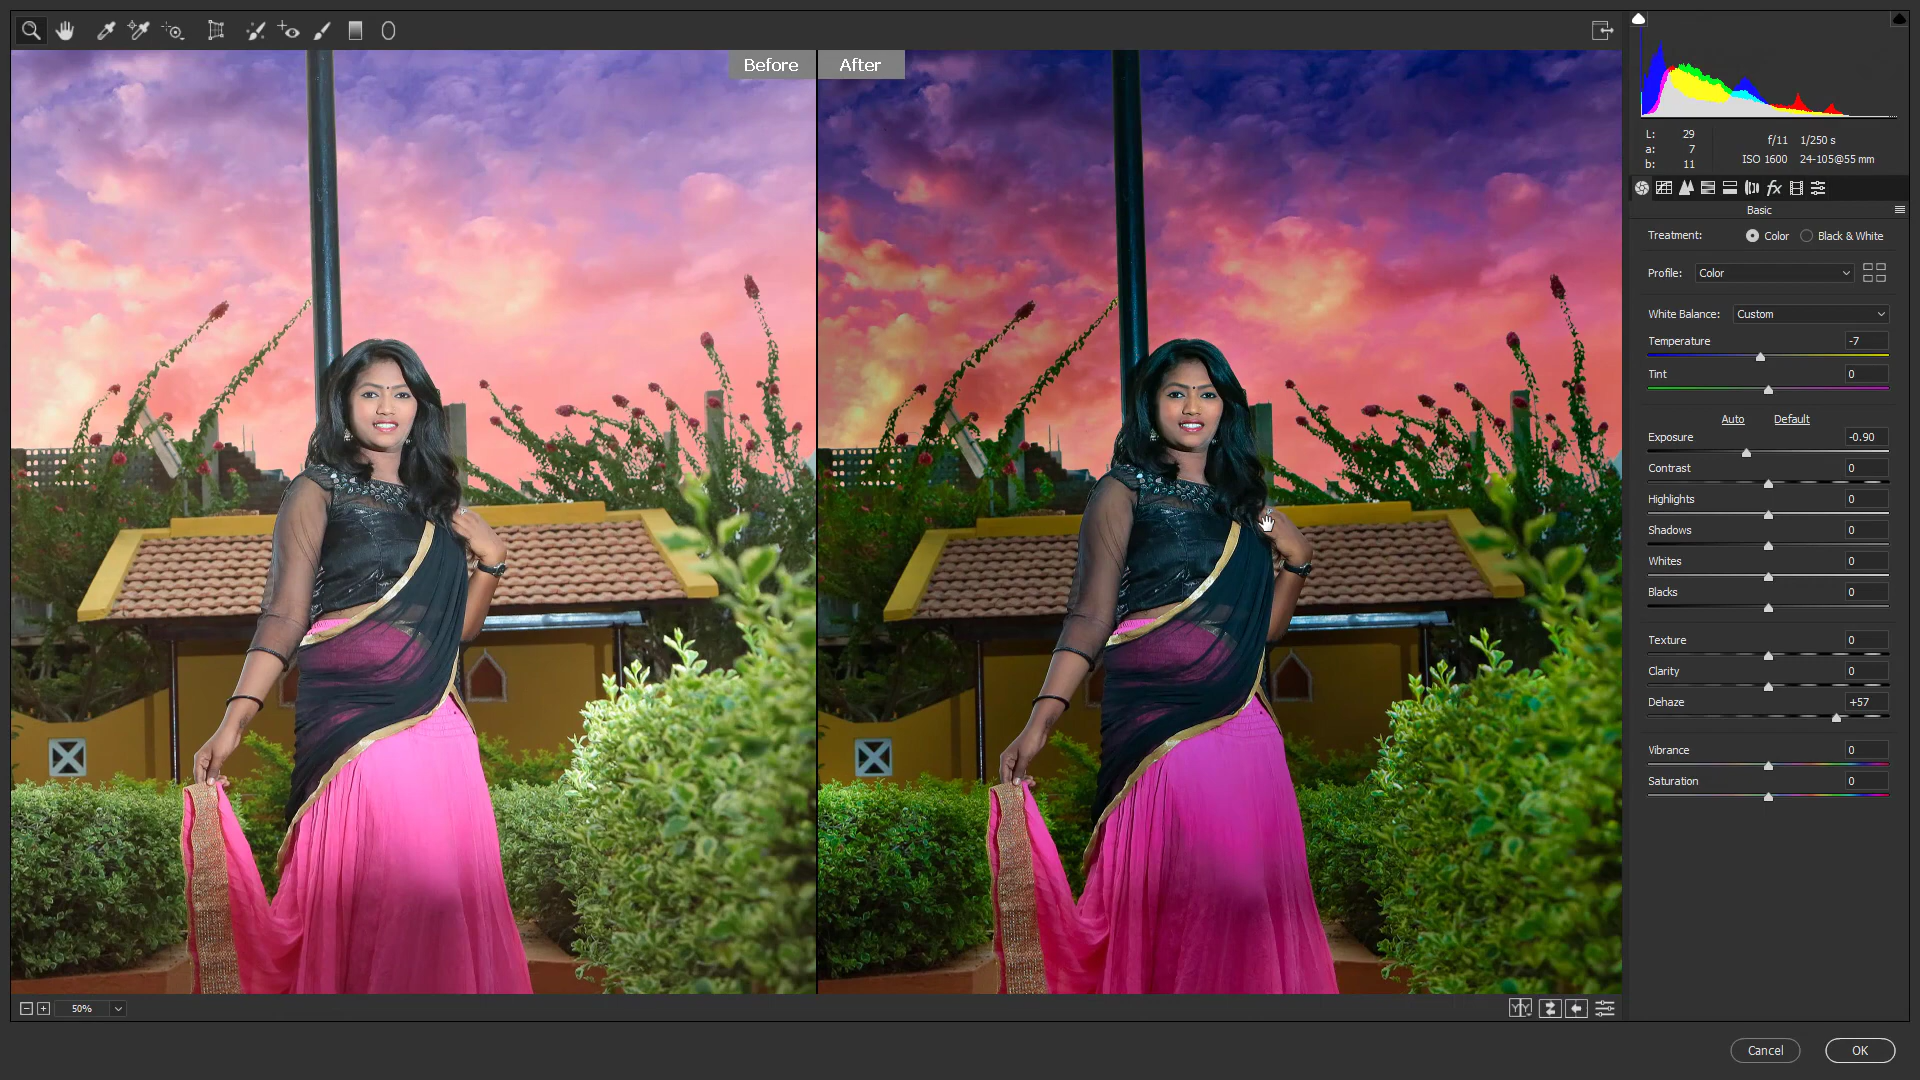 Before
After
L: 29
a: 7
b: 11
f/11 1/250 s
ISO 1600 24-105@55 mm
fx
Basic
Treatment: Color Black & White
Profile: Color
White Balance: Custom
Temperature -7
Tint 0
Auto Default
Exposure -0.90
Contrast 0
Highlights 0
Shadows 0
Whites 0
Blacks 0
Texture 0
Clarity 0
Dehaze +57
Vibrance 0
Saturation 0
50%
Cancel
OK